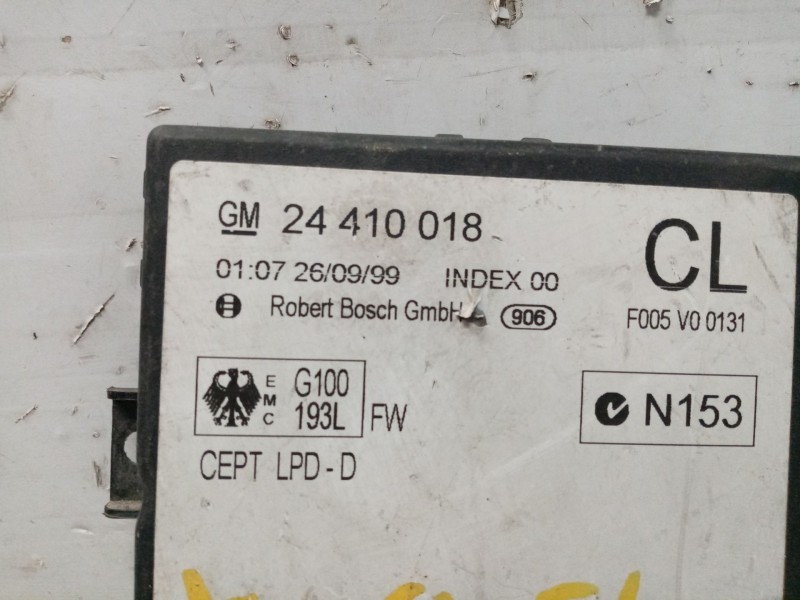 GM 24 410 018
CL
01:07 26/09/99 INDEX 00
Robert Bosch GmbH 906
F005 V0 0131
EMC G100
193L FW
N153
CEPT LPD-D